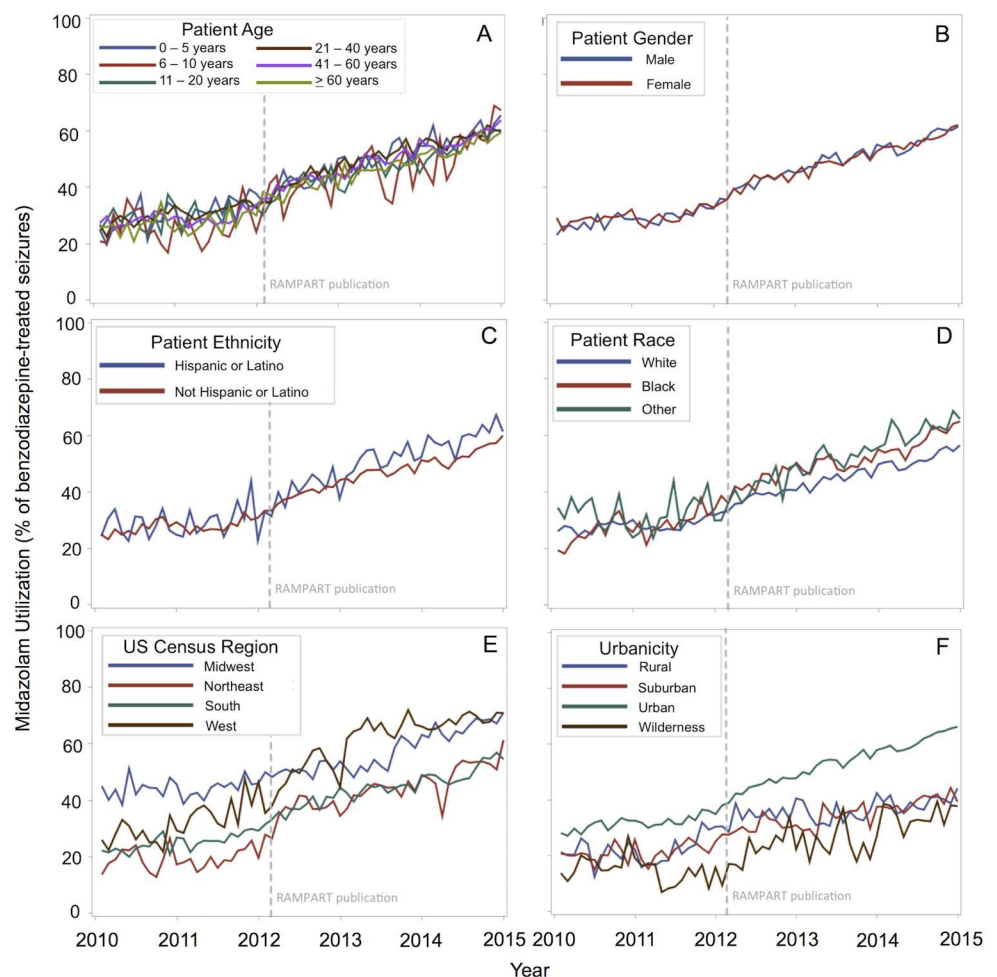 Midazolam Utilization (% of benzodiazepine-treated seizures)
A
Patient Age
0 – 5 years
6 – 10 years
11 – 20 years
21 – 40 years
41 – 60 years
≥ 60 years
100
80
60
40
20
0
RAMPART publication
B
Patient Gender
Male
Female
RAMPART publication
C
Patient Ethnicity
Hispanic or Latino
Not Hispanic or Latino
100
80
60
40
20
0
RAMPART publication
D
Patient Race
White
Black
Other
RAMPART publication
E
US Census Region
Midwest
Northeast
South
West
100
80
60
40
20
0
RAMPART publication
2010 2011 2012 2013 2014 2015
F
Urbanicity
Rural
Suburban
Urban
Wilderness
RAMPART publication
2010 2011 2012 2013 2014 2015
Year